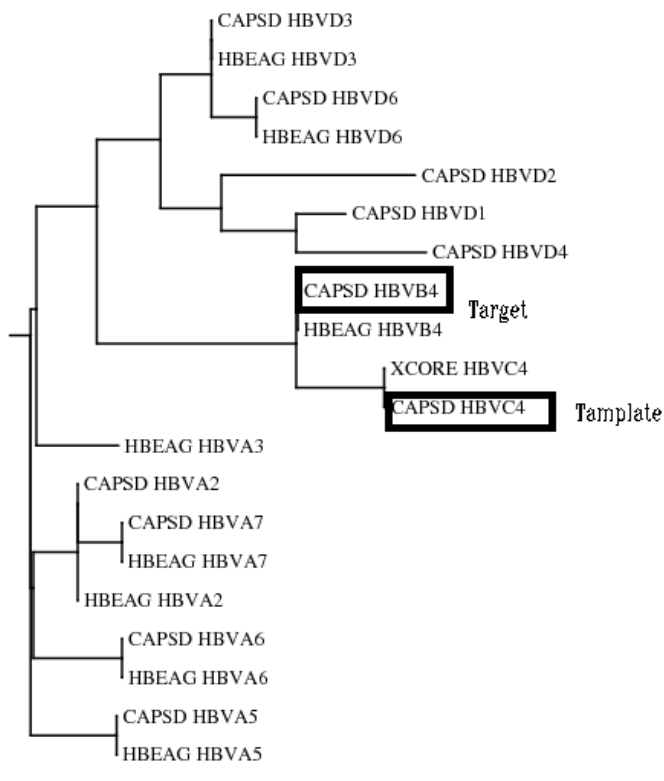 CAPSD HBVD3
HBEAG HBVD3
CAPSD HBVD6
HBEAG HBVD6
CAPSD HBVD2
CAPSD HBVD1
CAPSD HBVD4
CAPSD HBVB4
Target
HBEAG HBVB4
XCORE HBVC4
CAPSD HBVC4
Tamplate
HBEAG HBVA3
CAPSD HBVA2
CAPSD HBVA7
HBEAG HBVA7
HBEAG HBVA2
CAPSD HBVA6
HBEAG HBVA6
CAPSD HBVA5
HBEAG HBVA5